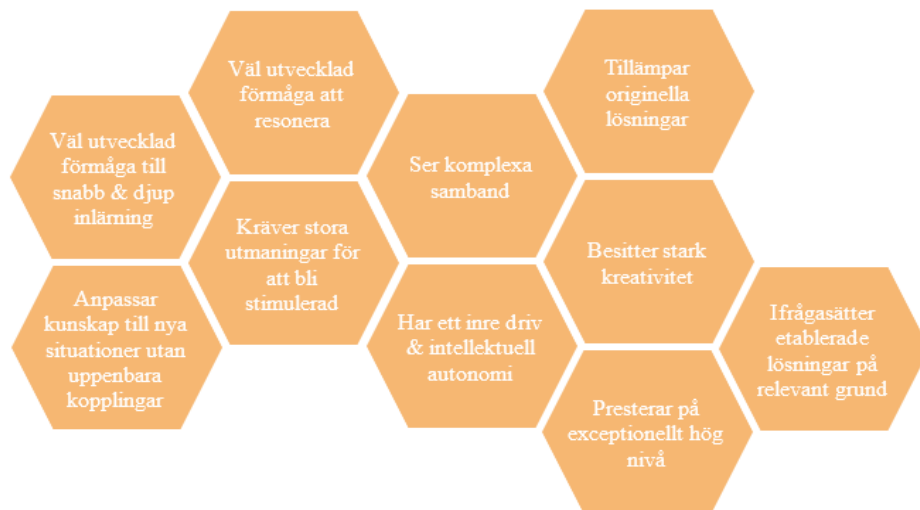 Väl utvecklad
förmåga att
resonera
Tillämpar
originella
lösningar
Väl utvecklad
förmåga till
snabb & djup
inlärning
Ser komplexa
samband
Kräver stora
utmaningar för
att bli
stimulerad
Besitter stark
kreativitet
Anpassar
kunskap till nya
situationer utan
uppenbara
kopplingar
Har ett inre driv
& intellektuell
autonomi
Ifrågasätter
etablerade
lösningar på
relevant grund
Presterar på
exceptionellt hög
nivå